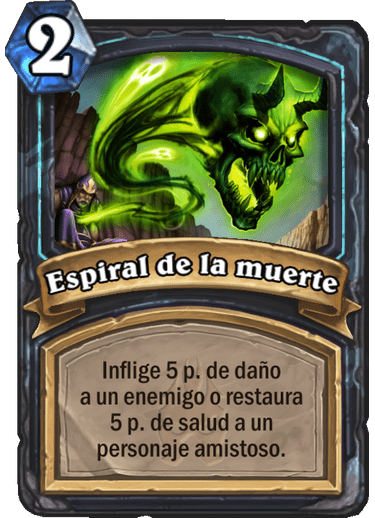 2
Espiral de la muerte
Inflige 5 p. de daño
a un enemigo o restaura
5 p. de salud a un
personaje amistoso.